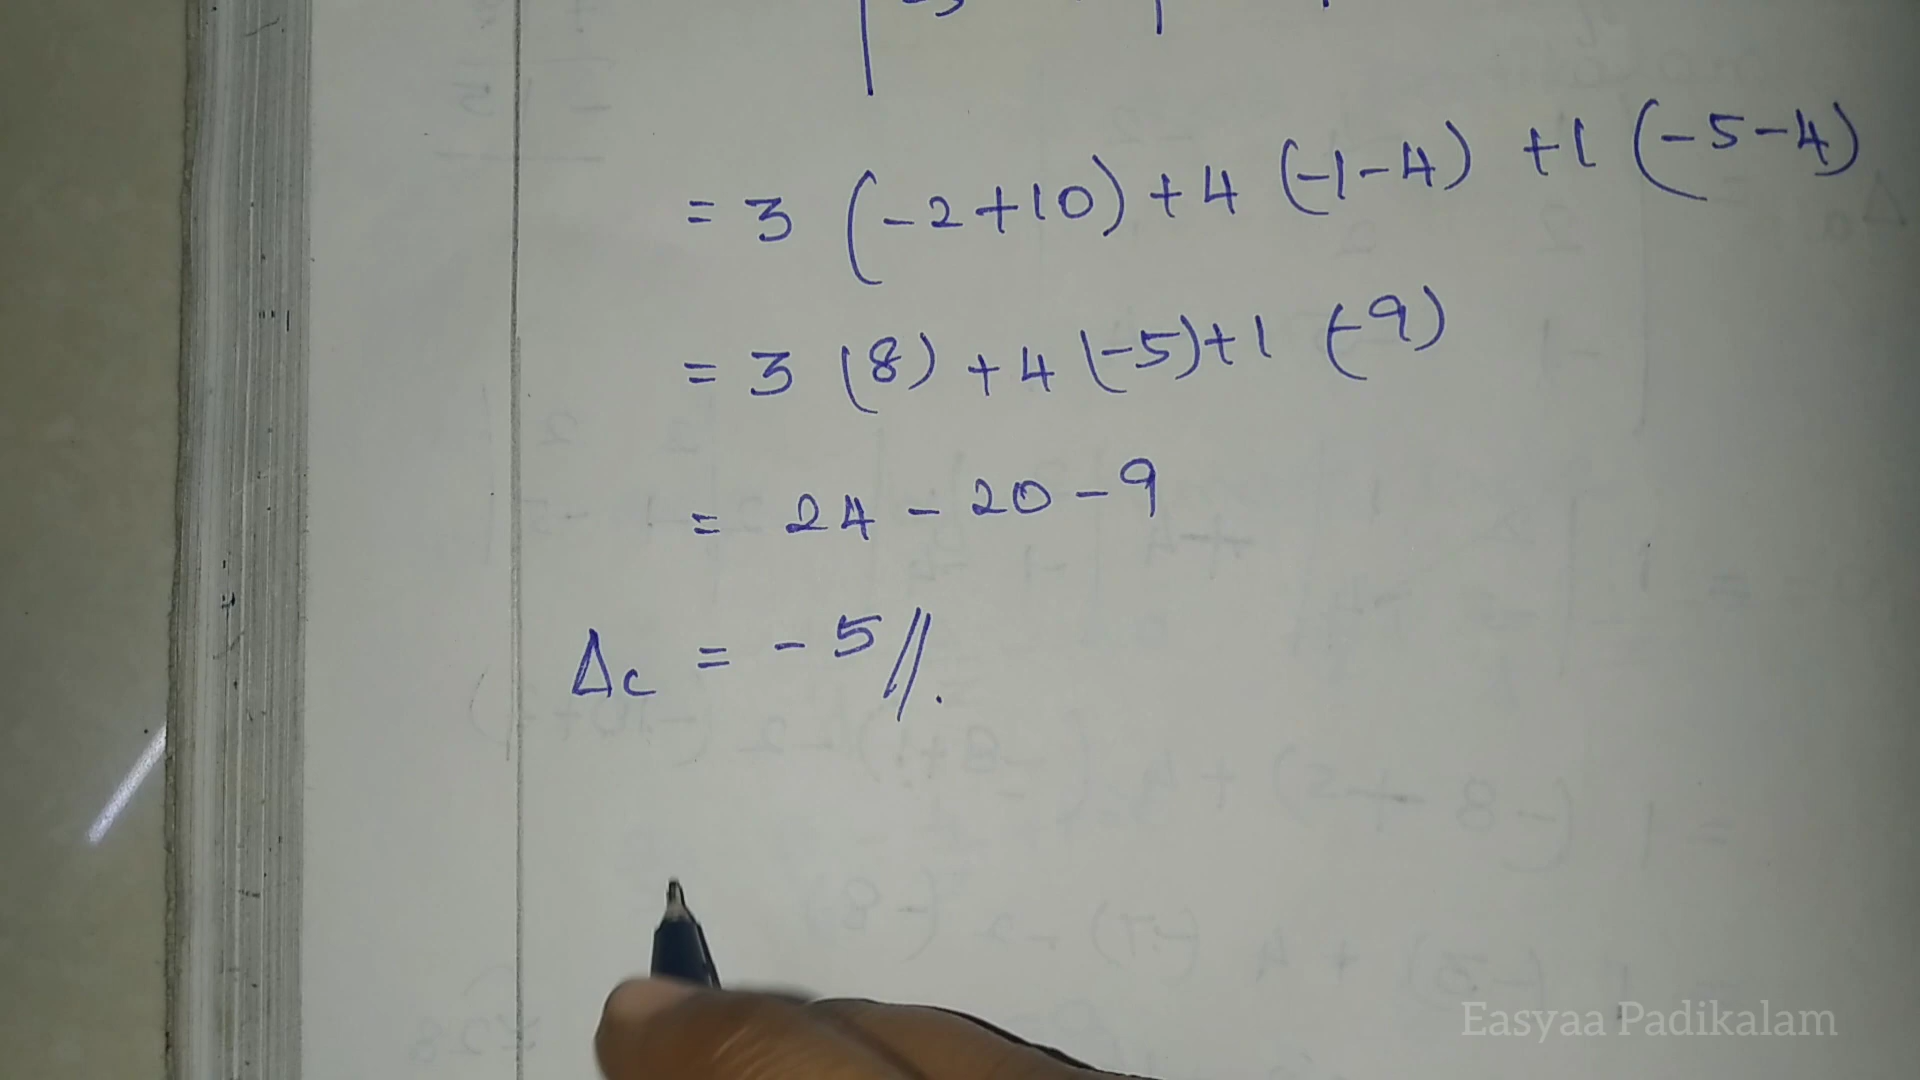 = 3 (-2+10) + 4 (-1-4) +1 (-5-4)
= 3 (8) + 4 (-5)+1 (-9)
= 24 - 20 - 9
Δc = - 5 //.
Easyaa Padikalam